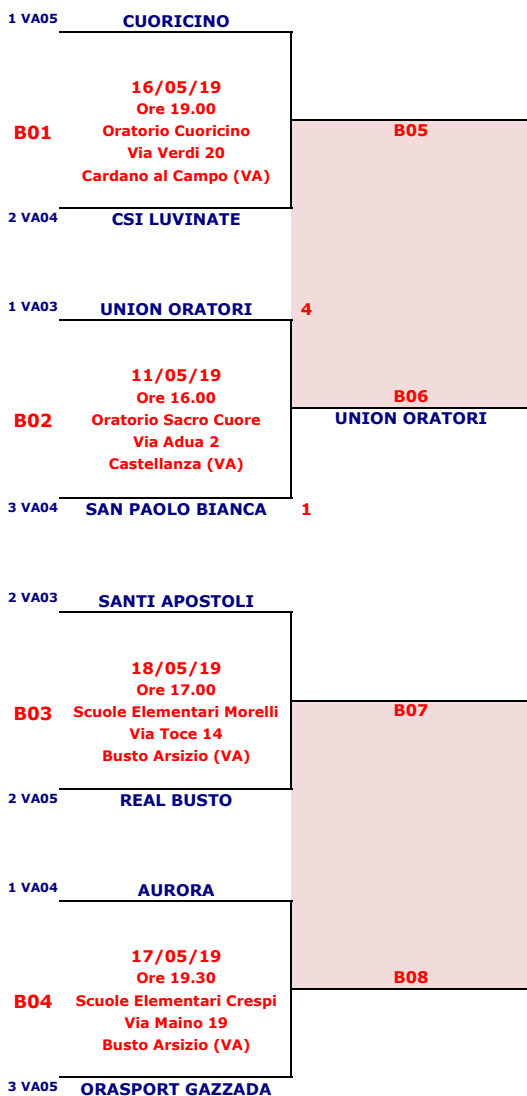 1 VA05 CUORICINO
16/05/19
Ore 19.00
B01 Oratorio Cuoricino B05
Via Verdi 20
Cardano al Campo (VA)
2 VA04 CSI LUVINATE
1 VA03 UNION ORATORI 4
11/05/19
Ore 16.00 B06
B02 Oratorio Sacro Cuore UNION ORATORI
Via Adua 2
Castellanza (VA)
3 VA04 SAN PAOLO BIANCA 1
2 VA03 SANTI APOSTOLI
18/05/19
Ore 17.00
B03 Scuole Elementari Morelli B07
Via Toce 14
Busto Arsizio (VA)
2 VA05 REAL BUSTO
1 VA04 AURORA
17/05/19
Ore 19.30 B08
B04 Scuole Elementari Crespi
Via Maino 19
Busto Arsizio (VA)
3 VA05 ORASPORT GAZZADA